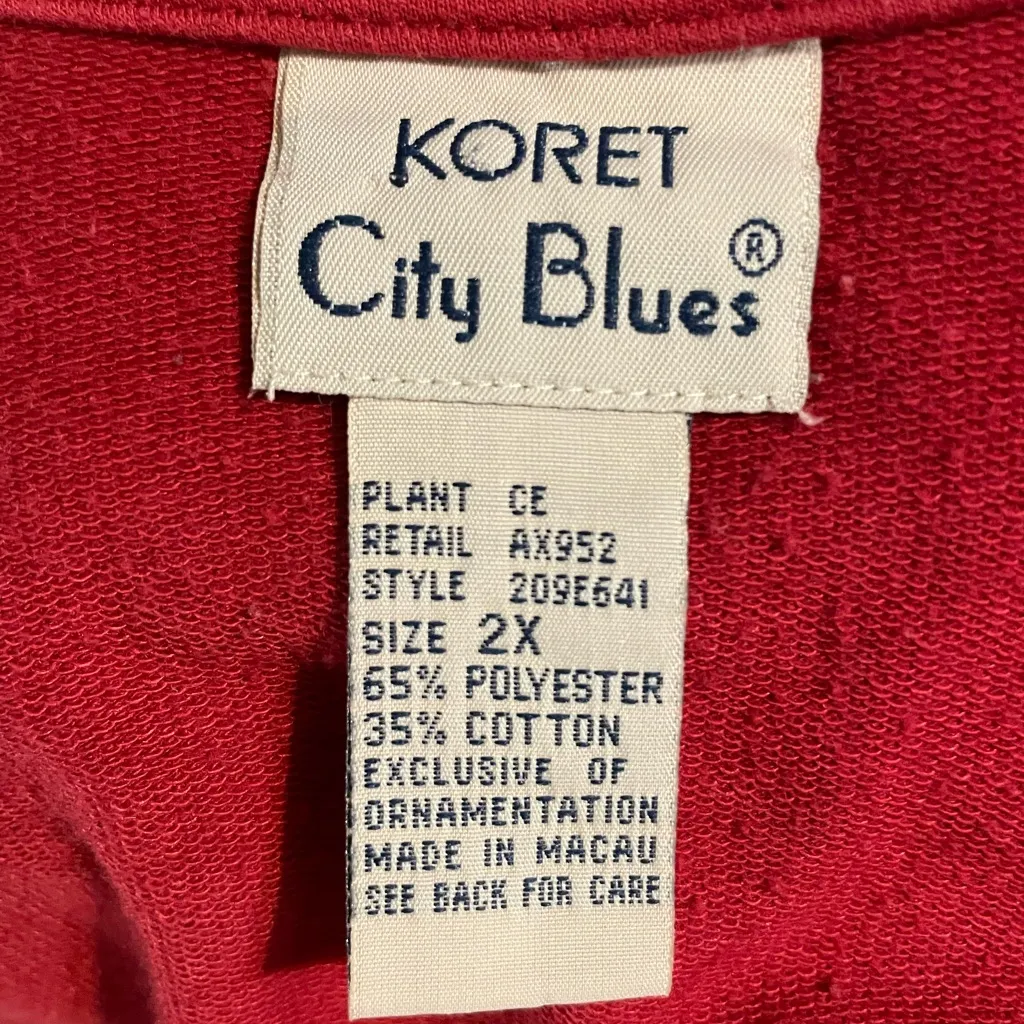 KORET
City Blues®
PLANT CE
RETAIL AX952
STYLE 209E641
SIZE 2X
65% POLYESTER
35% COTTON
EXCLUSIVE OF
ORNAMENTATION
MADE IN MACAU
SEE BACK FOR CARE